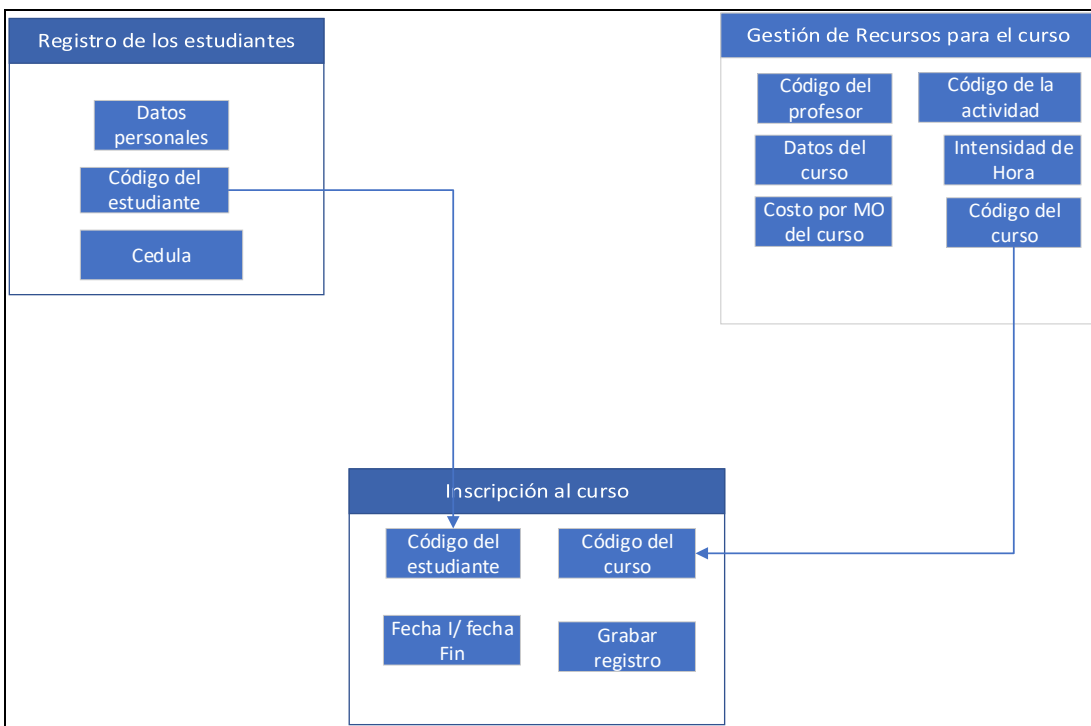 Registro de los estudiantes
Datos
personales
Código del
estudiante
Cedula
Gestión de Recursos para el curso
Código del
profesor
Código de la
actividad
Datos del
curso
Intensidad de
Hora
Costo por MO
del curso
Código del
curso
Inscripción al curso
Código del
estudiante
Código del
curso
Fecha I/ fecha
Fin
Grabar
registro